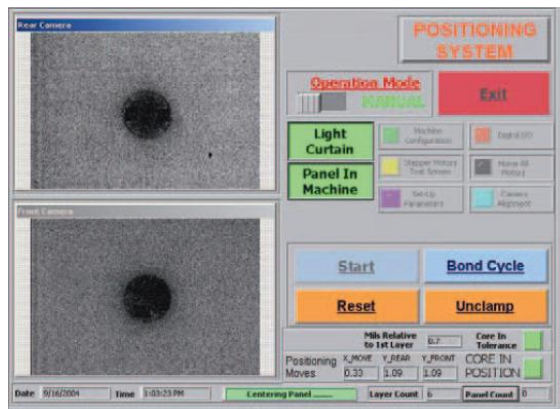 Rear Camera
POSITIONING
SYSTEM
Operation Mode
MANUAL
Exit
Light
Curtain
Machine
Configuration
Digital I/O
Panel In
Machine
Stepper Motors
Test Screen
Home All
Motors
Set-Up
Parameters
Camera
Alignment
Front Camera
Start
Bond Cycle
Reset
Unclamp
Mils Relative
to 1st Layer
0.7
Core In
Tolerance
Positioning
Moves
X_MOVE
Y_REAR
Y_FRONT
0.33
1.09
1.09
CORE IN
POSITION
Date
9/16/2004
Time
1:03:23 PM
Centering Panel ......
Layer Count
6
Panel Count
0